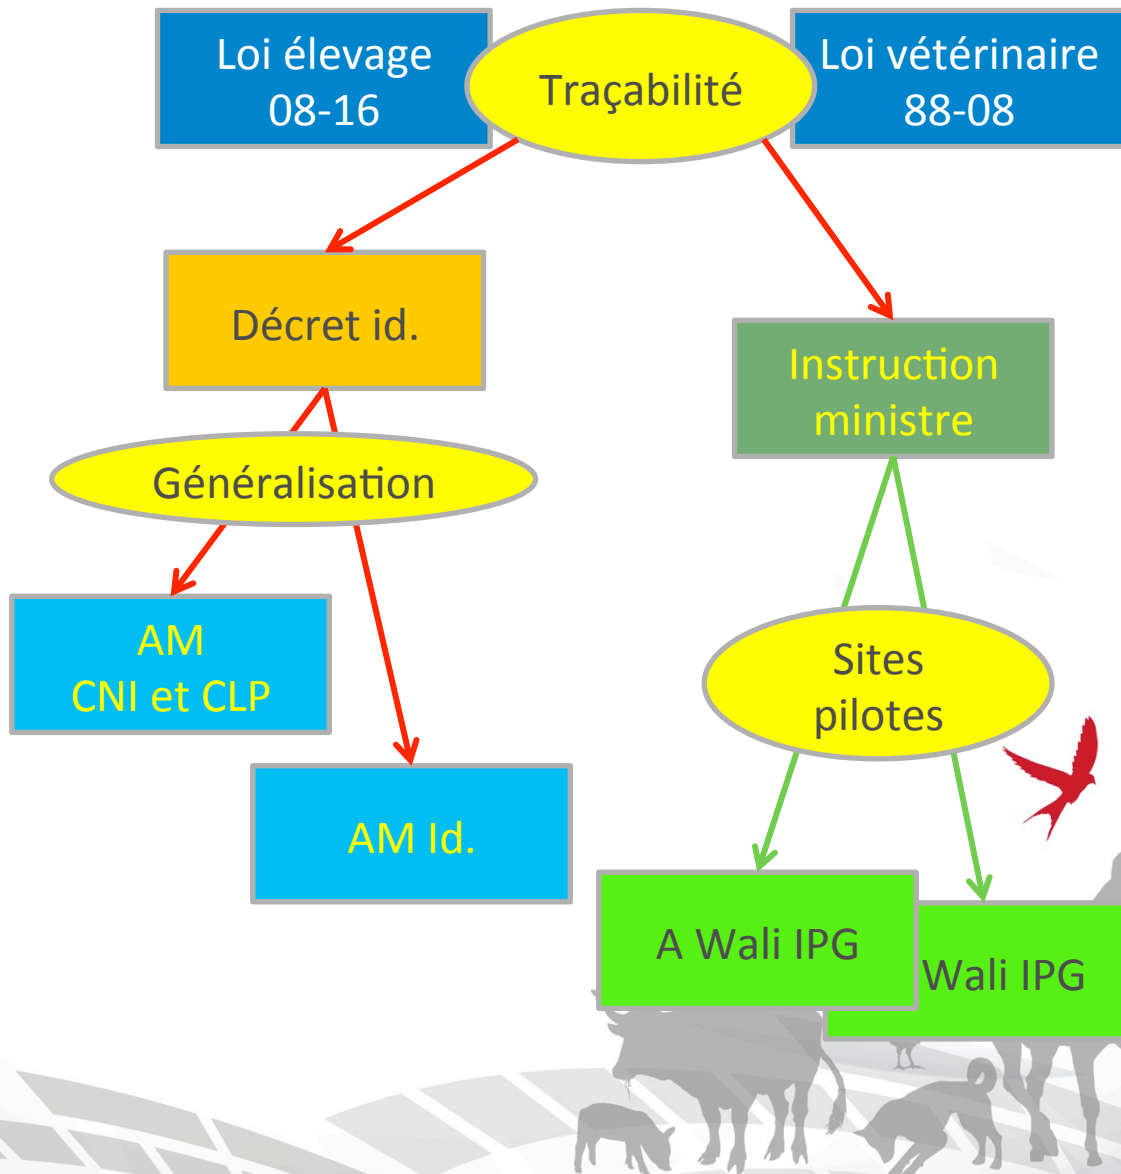 Loi élevage
08-16
Traçabilité
Loi vétérinaire
88-08
Décret id.
Instruction
ministre
Généralisation
AM
CNI et CLP
Sites
pilotes
AM Id.
A Wali IPG
Wali IPG